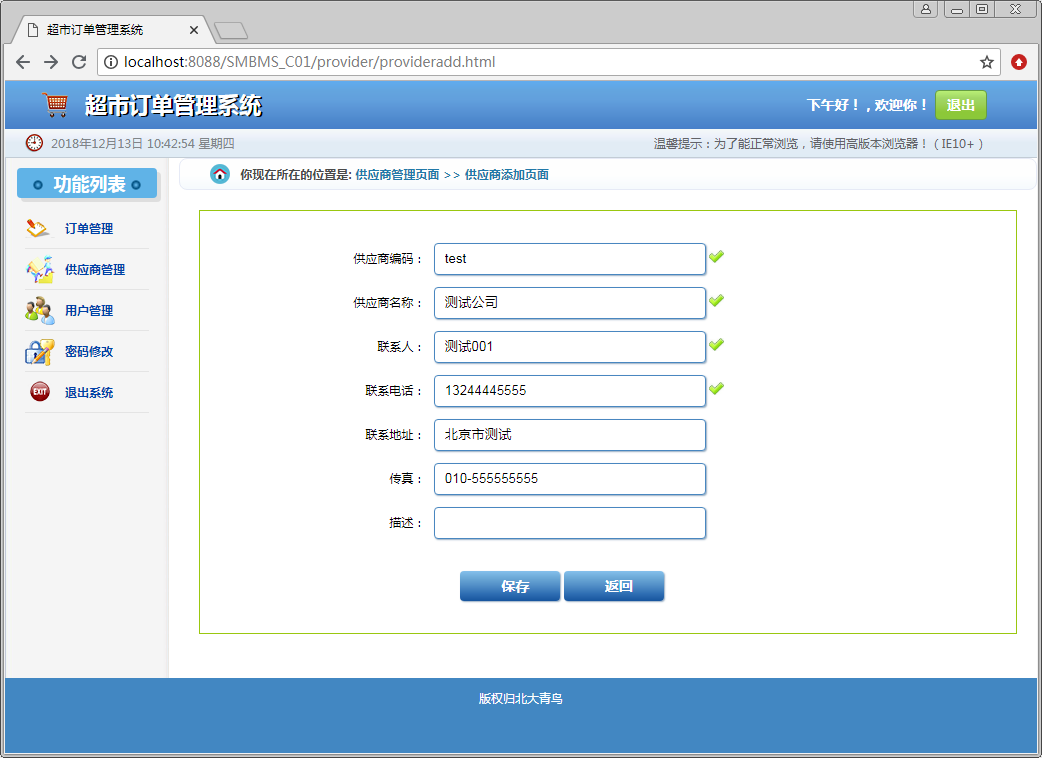 超市订单管理系统
localhost:8088/SMBMS_C01/provider/provideradd.html
超市订单管理系统
下午好！，欢迎你！ 退出
2018年12月13日 10:42:54 星期四
温馨提示：为了能正常浏览，请使用高版本浏览器！（IE10+）
功能列表
订单管理
供应商管理
用户管理
密码修改
EXIT 退出系统
你现在所在的位置是: 供应商管理页面 >> 供应商添加页面
供应商编码： test
供应商名称： 测试公司
联系人： 测试001
联系电话： 13244445555
联系地址： 北京市测试
传真： 010-555555555
描述：
保存 返回
版权归北大青鸟